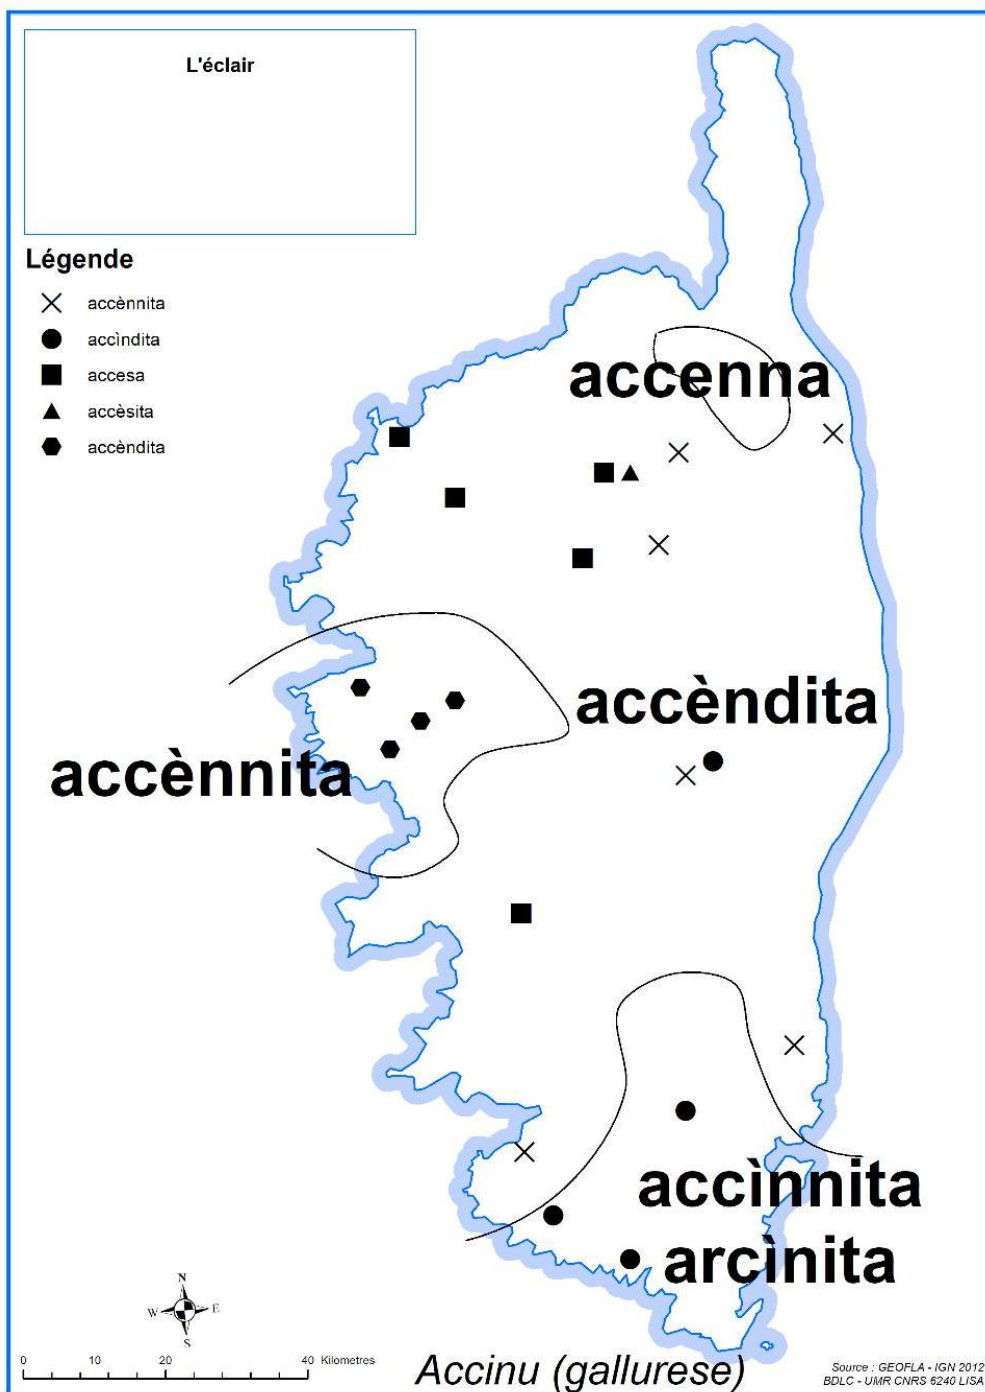 L'éclair
Légende
accènnita
accìndita
accesa
accèsita
accèndita
accenna
accèndita
accènnita
accìnnita
arcìnita
N
W E
S
0 10 20 40 Kilometres
Accinu (gallurese)
Source : GEOFLA - IGN 2012
BDLC - UMR CNRS 6240 LISA